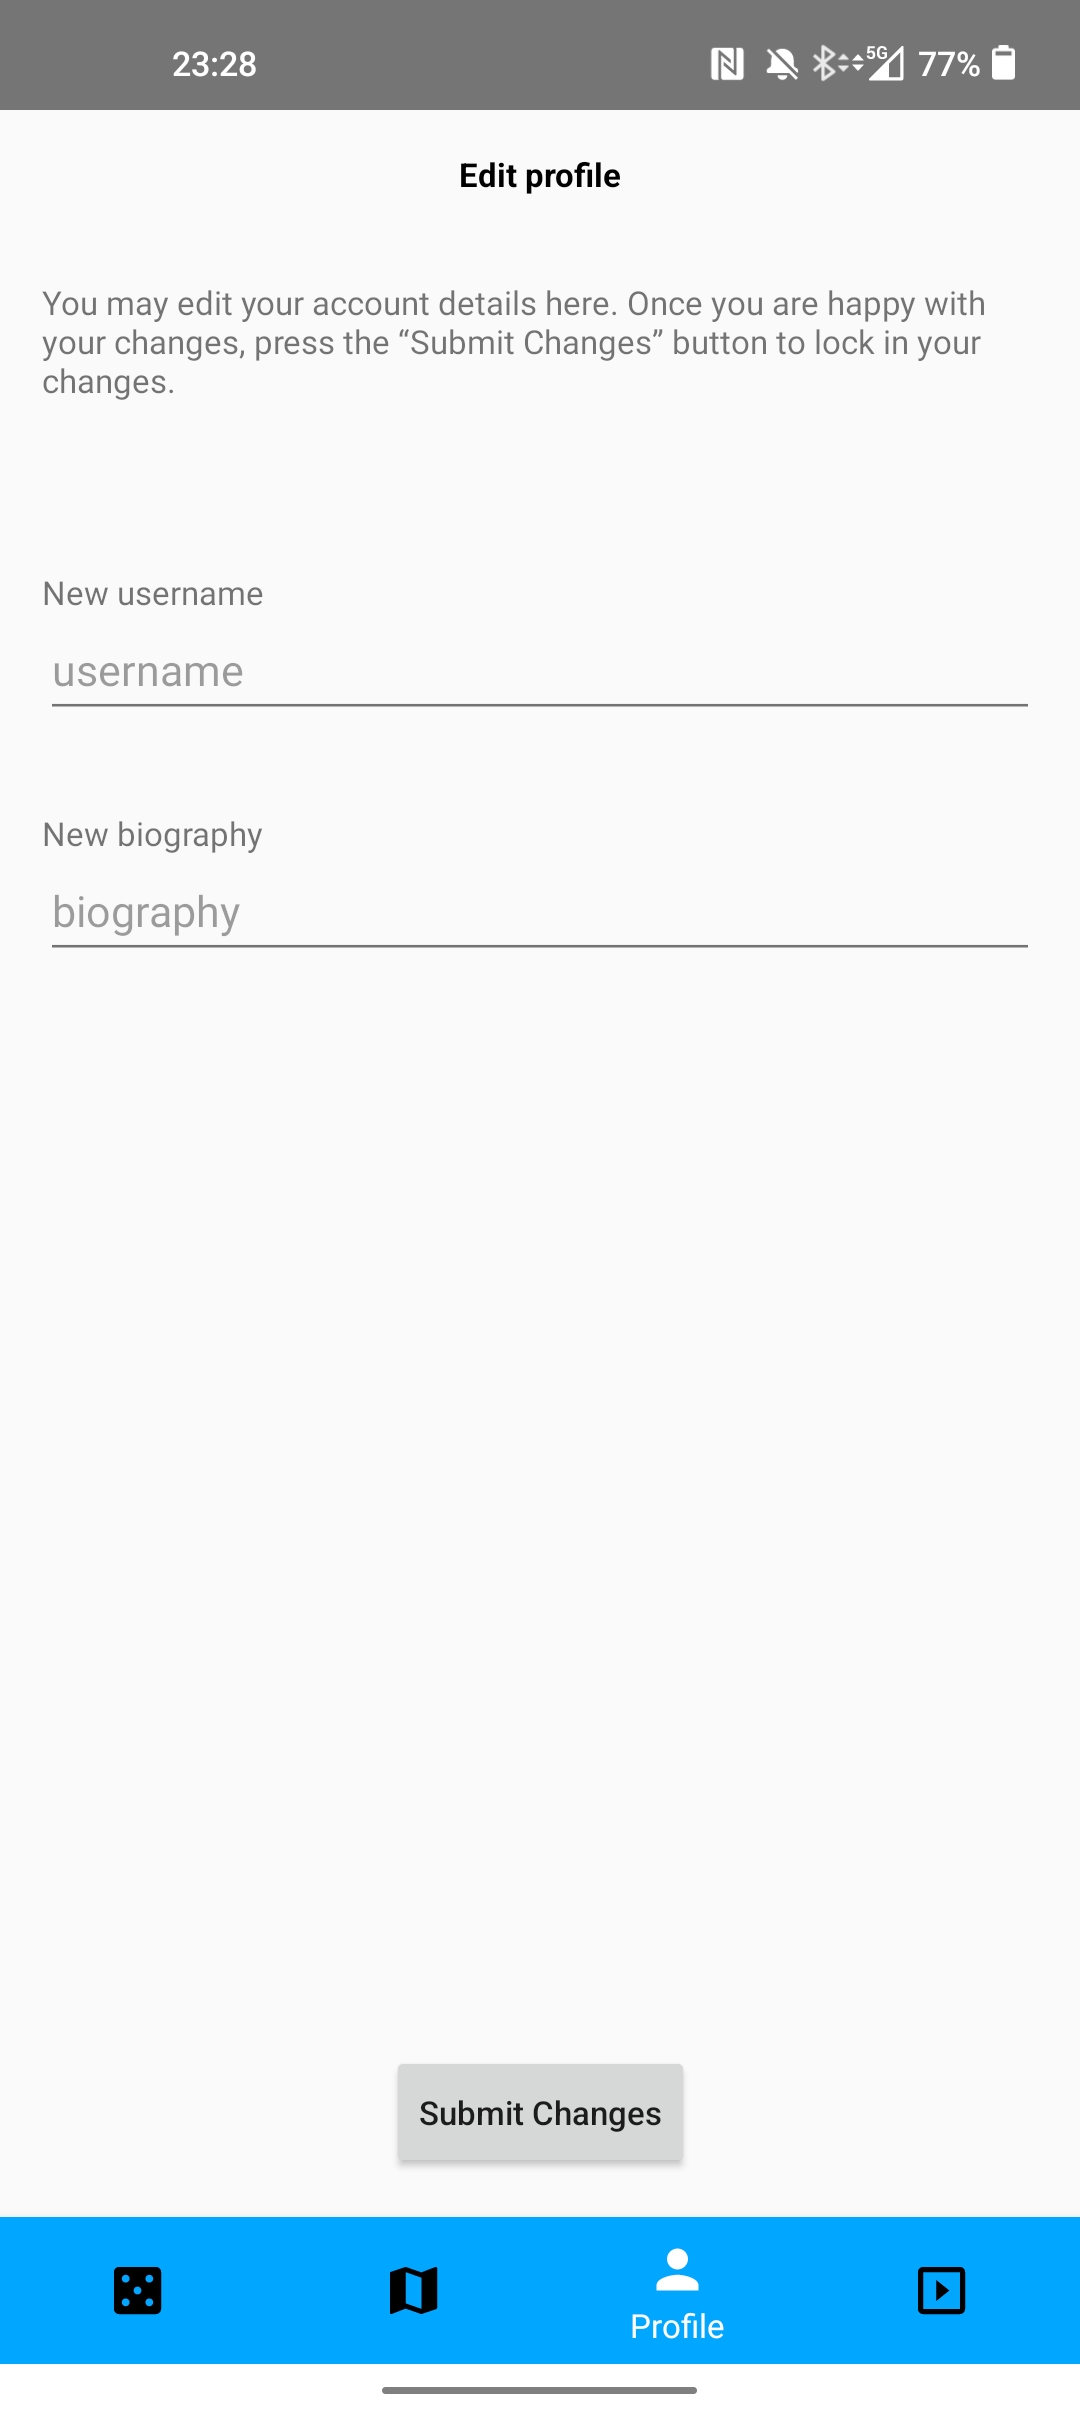 23:28
5G 77%
Edit profile
You may edit your account details here. Once you are happy with
your changes, press the “Submit Changes” button to lock in your
changes.
New username
username
New biography
biography
Submit Changes
Profile